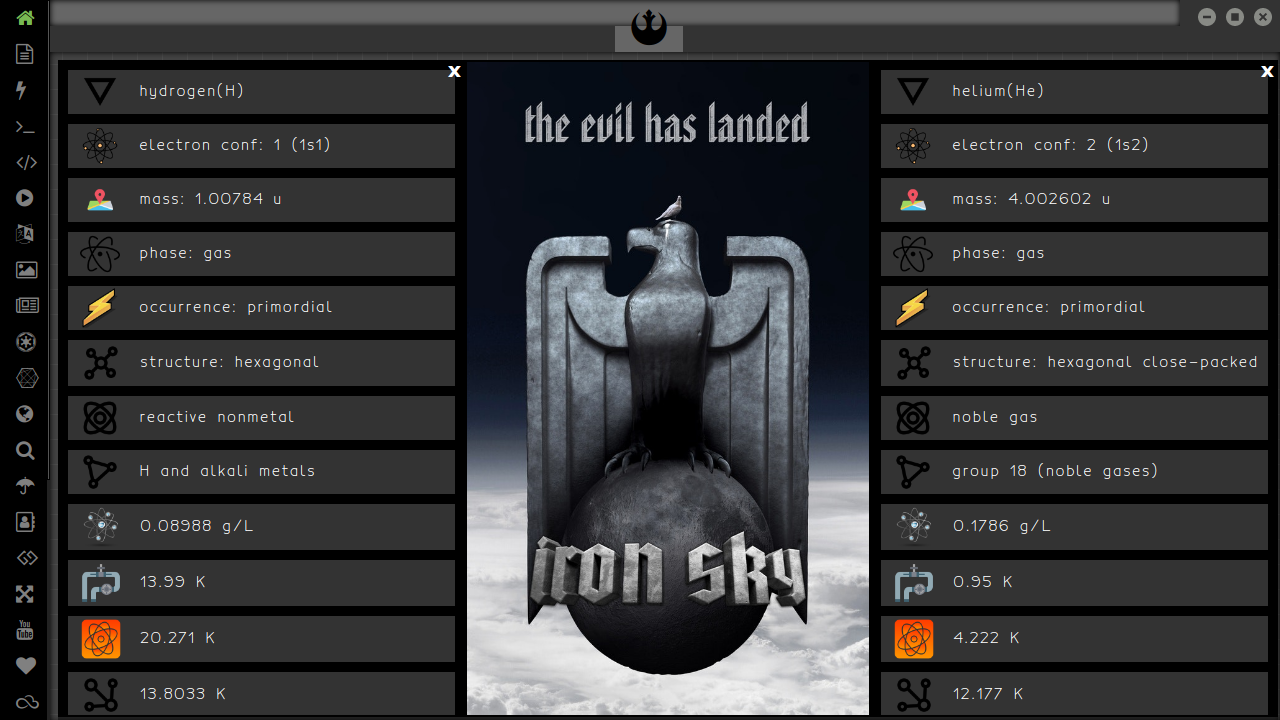 x
hydrogen(H)
electron conf: 1 (1s1)
mass: 1.00784 u
phase: gas
occurrence: primordial
structure: hexagonal
reactive nonmetal
H and alkali metals
0.08988 g/L
13.99 K
20.271 K
13.8033 K
the evil has landed
iron sky
x
helium(He)
electron conf: 2 (1s2)
mass: 4.002602 u
phase: gas
occurrence: primordial
structure: hexagonal close-packed
noble gas
group 18 (noble gases)
0.1786 g/L
0.95 K
4.222 K
12.177 K
You
Tube